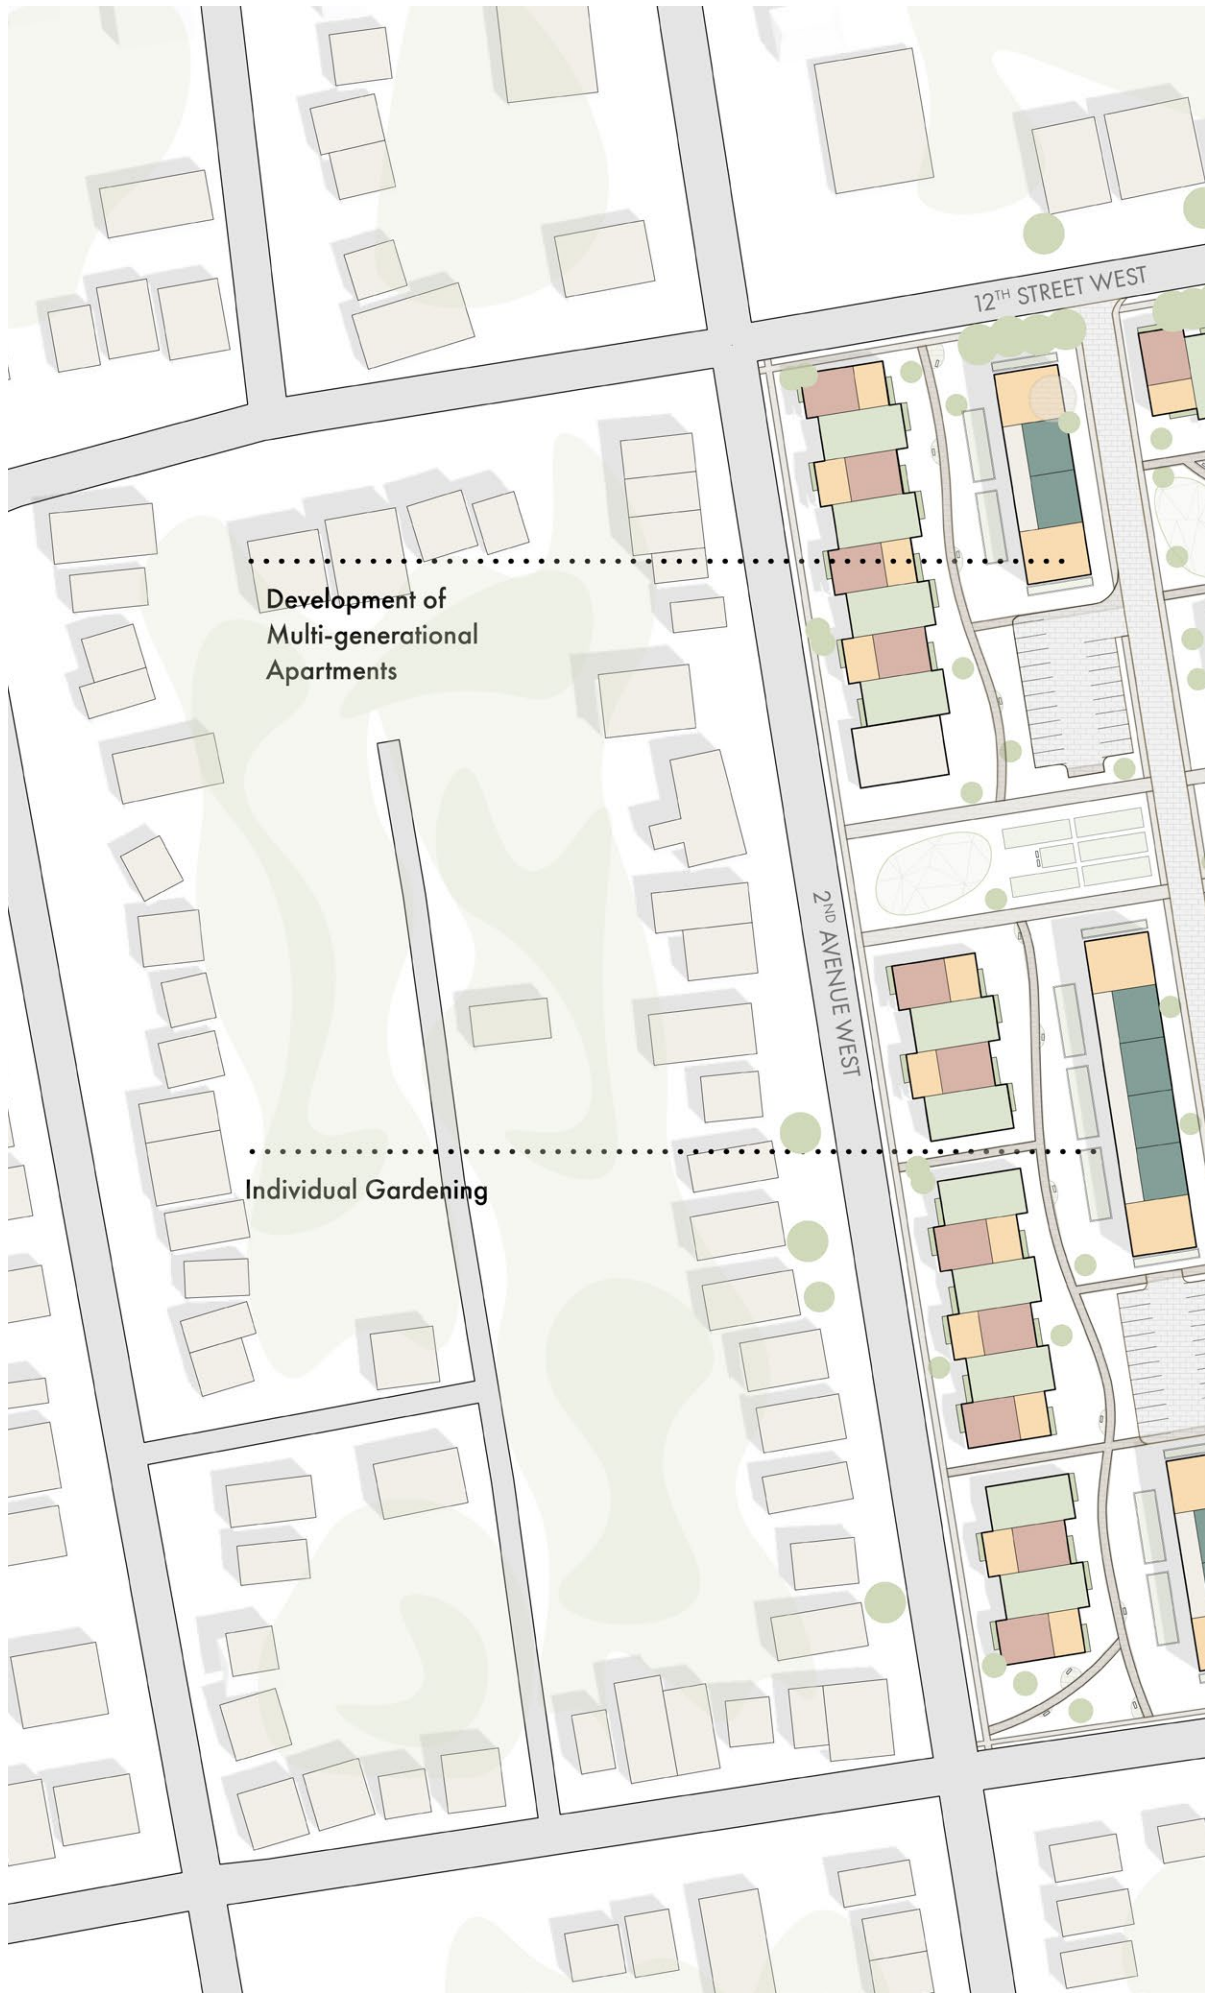 12TH STREET WEST
Development of
Multi-generational
Apartments
2ND AVENUE WEST
Individual Gardening